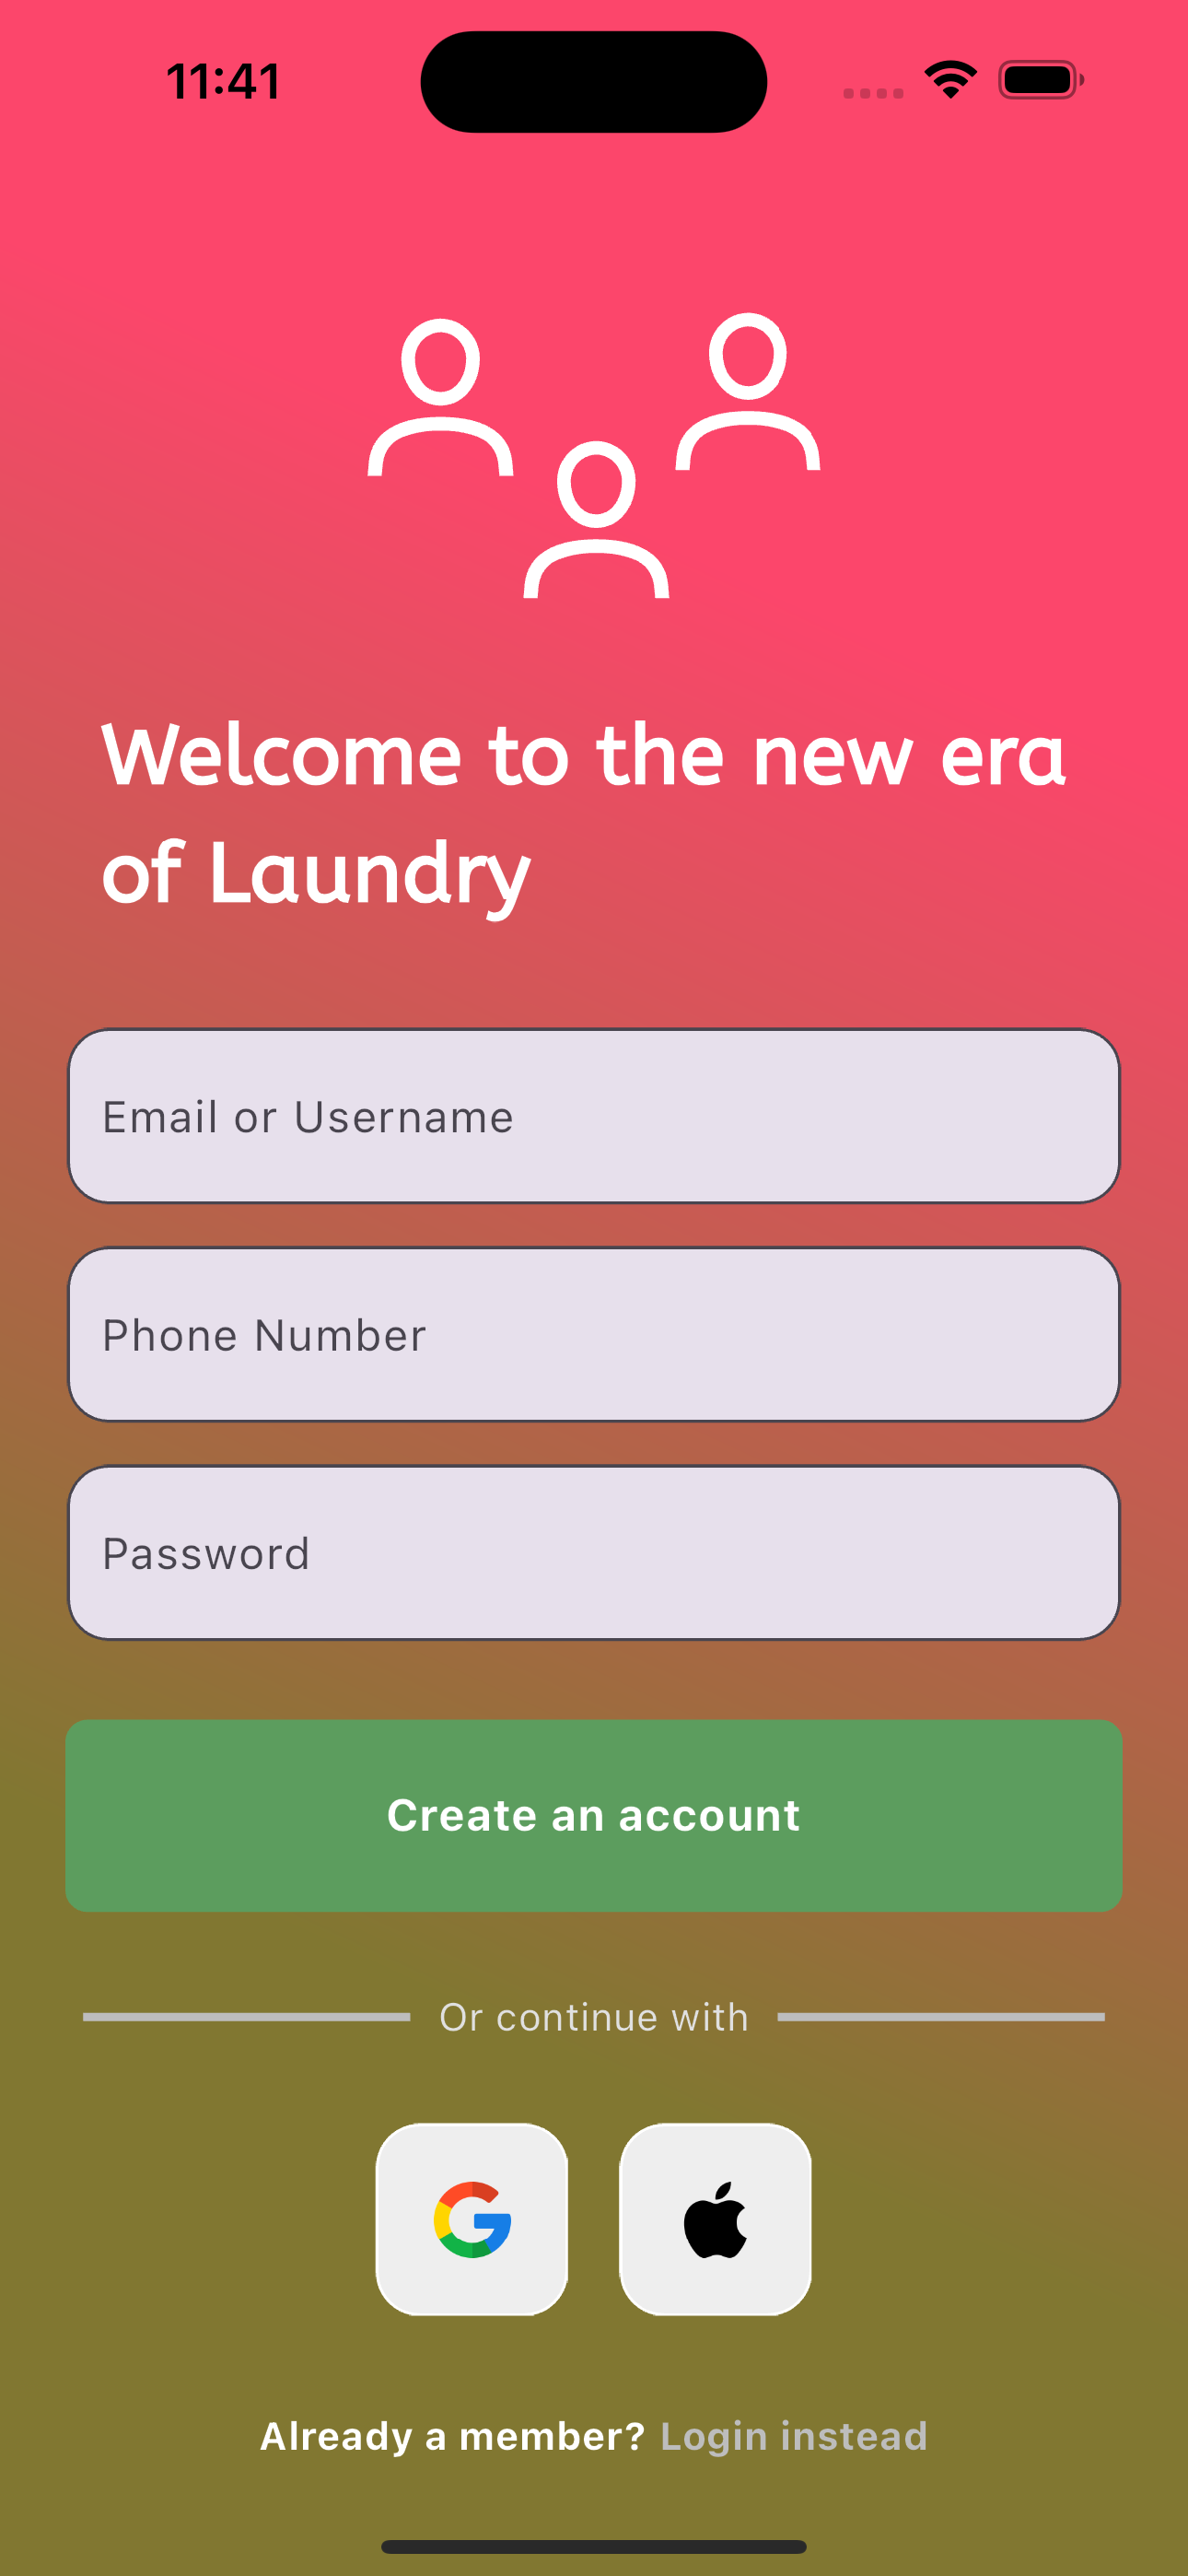 11:41
Welcome to the new era
of Laundry
Email or Username
Phone Number
Password
Create an account
Or continue with
Already a member? Login instead